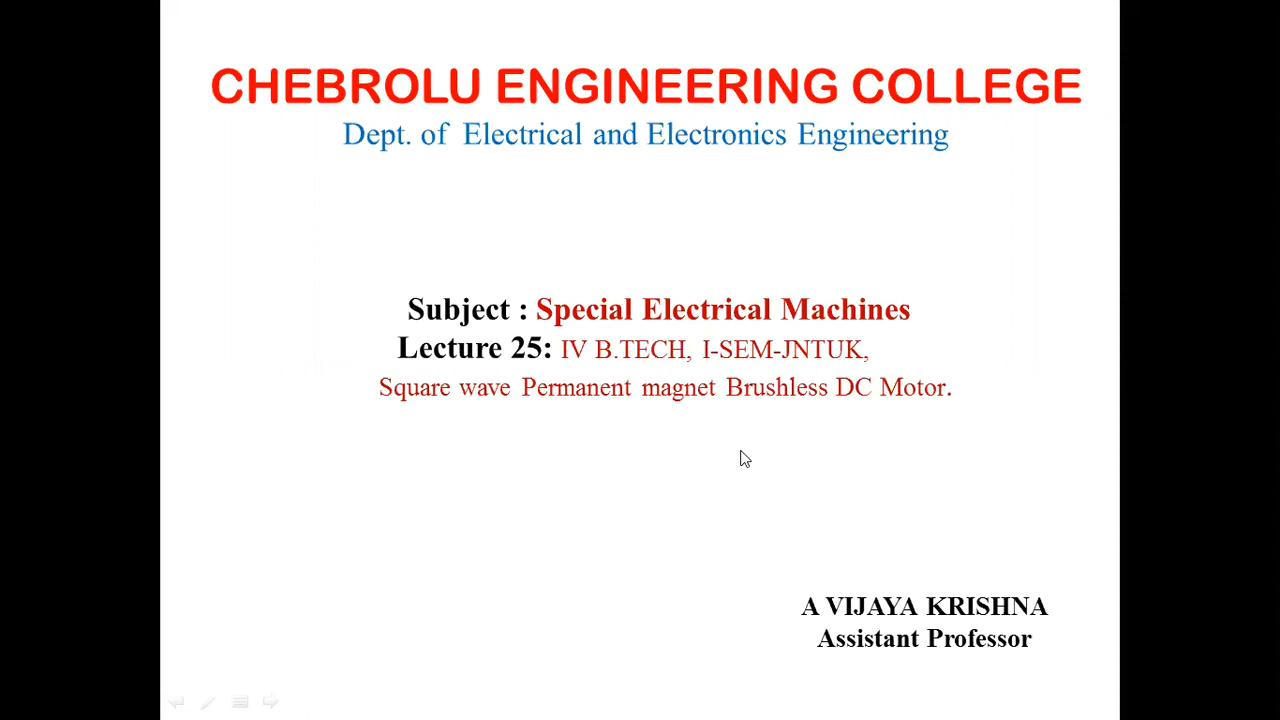 CHEBROLU ENGINEERING COLLEGE
Dept. of Electrical and Electronics Engineering
Subject : Special Electrical Machines
Lecture 25: IV B.TECH, I-SEM-JNTUK,
Square wave Permanent magnet Brushless DC Motor.
A VIJAYA KRISHNA
Assistant Professor